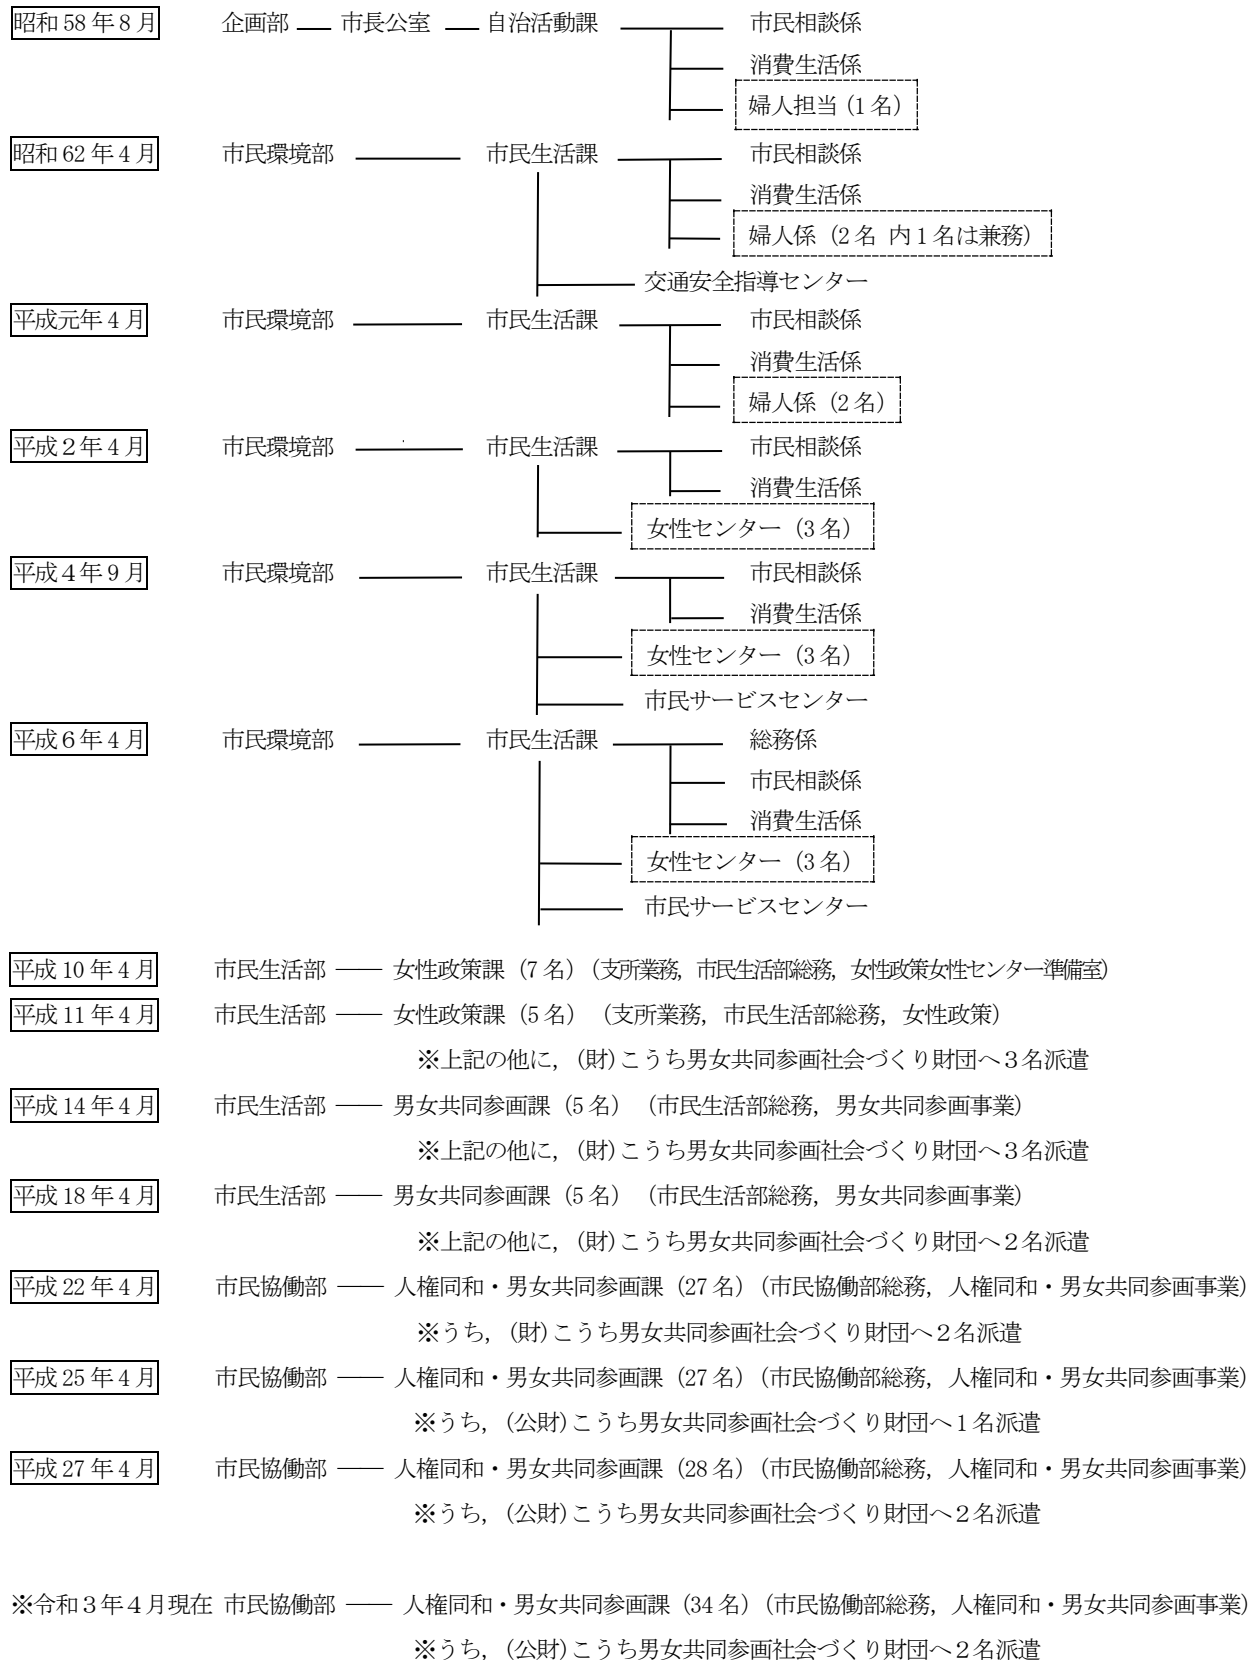 昭和58年8月 企画部 市長公室 自治活動課 市民相談係
消費生活係
婦人担当(1名)
昭和62年4月 市民環境部 市民生活課 市民相談係
消費生活係
婦人係(2名 内1名は兼務)
交通安全指導センター
平成元年4月 市民環境部 市民生活課 市民相談係
消費生活係
婦人係(2名)
平成2年4月 市民環境部 市民生活課 市民相談係
消費生活係
女性センター(3名)
平成4年9月 市民環境部 市民生活課 市民相談係
消費生活係
女性センター(3名)
市民サービスセンター
平成6年4月 市民環境部 市民生活課 総務係
市民相談係
消費生活係
女性センター(3名)
市民サービスセンター
平成10年4月 市民生活部 ── 女性政策課(7名)(支所業務,市民生活部総務,女性政策女性センター準備室)
平成11年4月 市民生活部 ── 女性政策課(5名)(支所業務,市民生活部総務,女性政策)
※上記の他に,(財)こうち男女共同参画社会づくり財団へ3名派遣
平成14年4月 市民生活部 ── 男女共同参画課(5名)(市民生活部総務,男女共同参画事業)
※上記の他に,(財)こうち男女共同参画社会づくり財団へ3名派遣
平成18年4月 市民生活部 ── 男女共同参画課(5名)(市民生活部総務,男女共同参画事業)
※上記の他に,(財)こうち男女共同参画社会づくり財団へ2名派遣
平成22年4月 市民協働部 ── 人権同和・男女共同参画課(27名)(市民協働部総務,人権同和・男女共同参画事業)
※うち,(財)こうち男女共同参画社会づくり財団へ2名派遣
平成25年4月 市民協働部 ── 人権同和・男女共同参画課(27名)(市民協働部総務,人権同和・男女共同参画事業)
※うち,(公財)こうち男女共同参画社会づくり財団へ1名派遣
平成27年4月 市民協働部 ── 人権同和・男女共同参画課(28名)(市民協働部総務,人権同和・男女共同参画事業)
※うち,(公財)こうち男女共同参画社会づくり財団へ2名派遣
※令和3年4月現在 市民協働部 ── 人権同和・男女共同参画課(34名)(市民協働部総務,人権同和・男女共同参画事業)
※うち,(公財)こうち男女共同参画社会づくり財団へ2名派遣